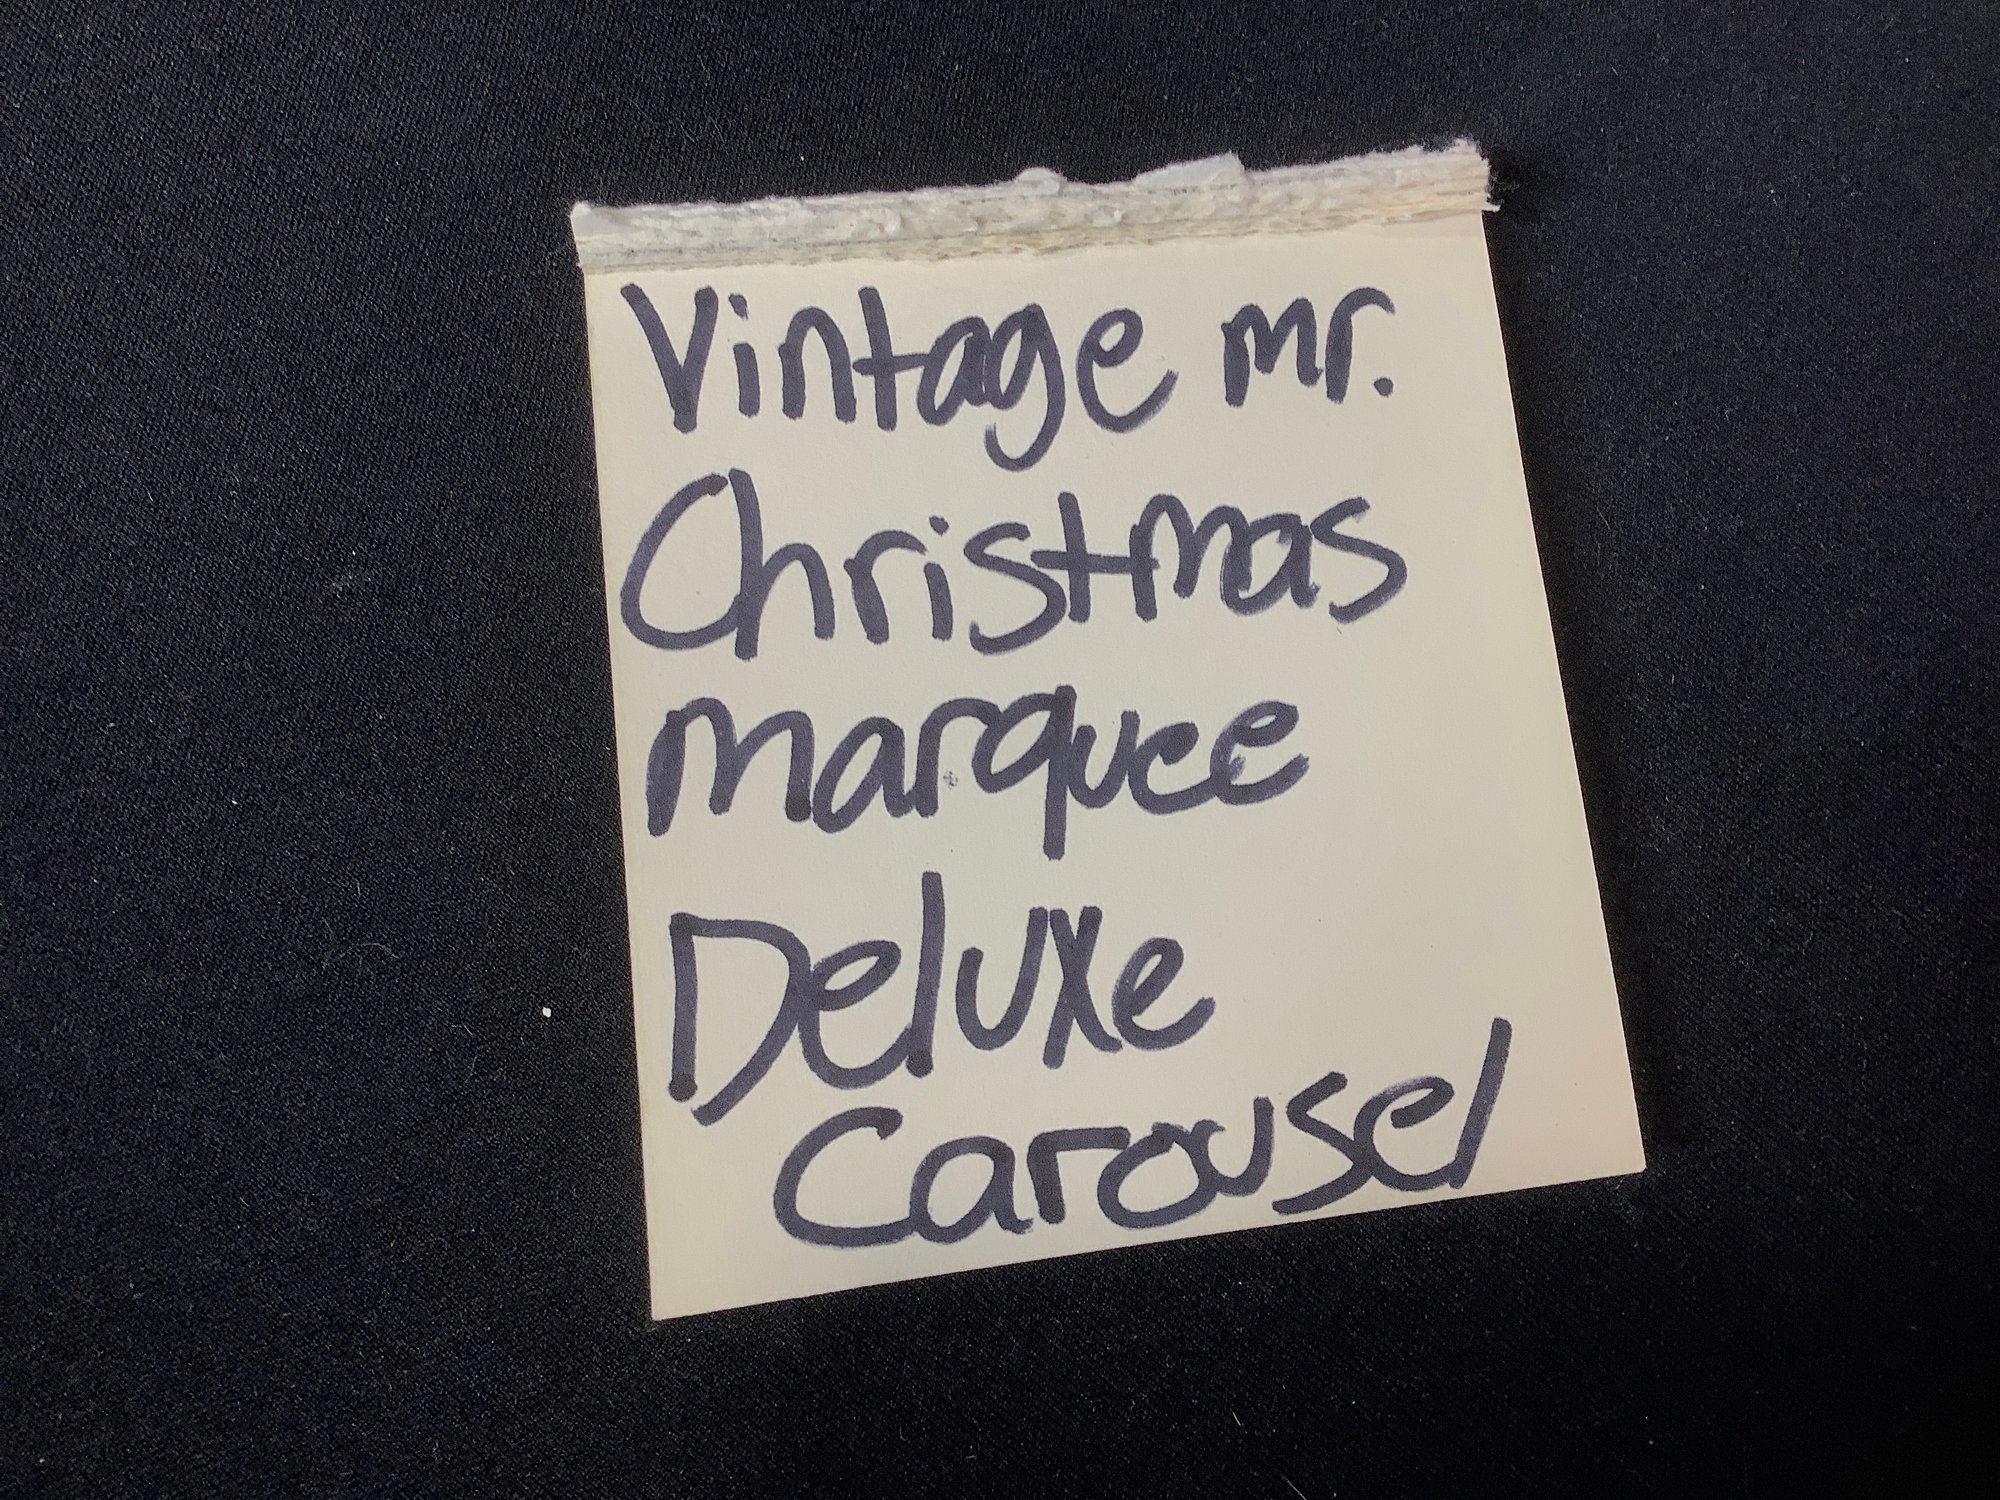 Vintage mr.
Christmas
marquee
Deluxe
Carousel